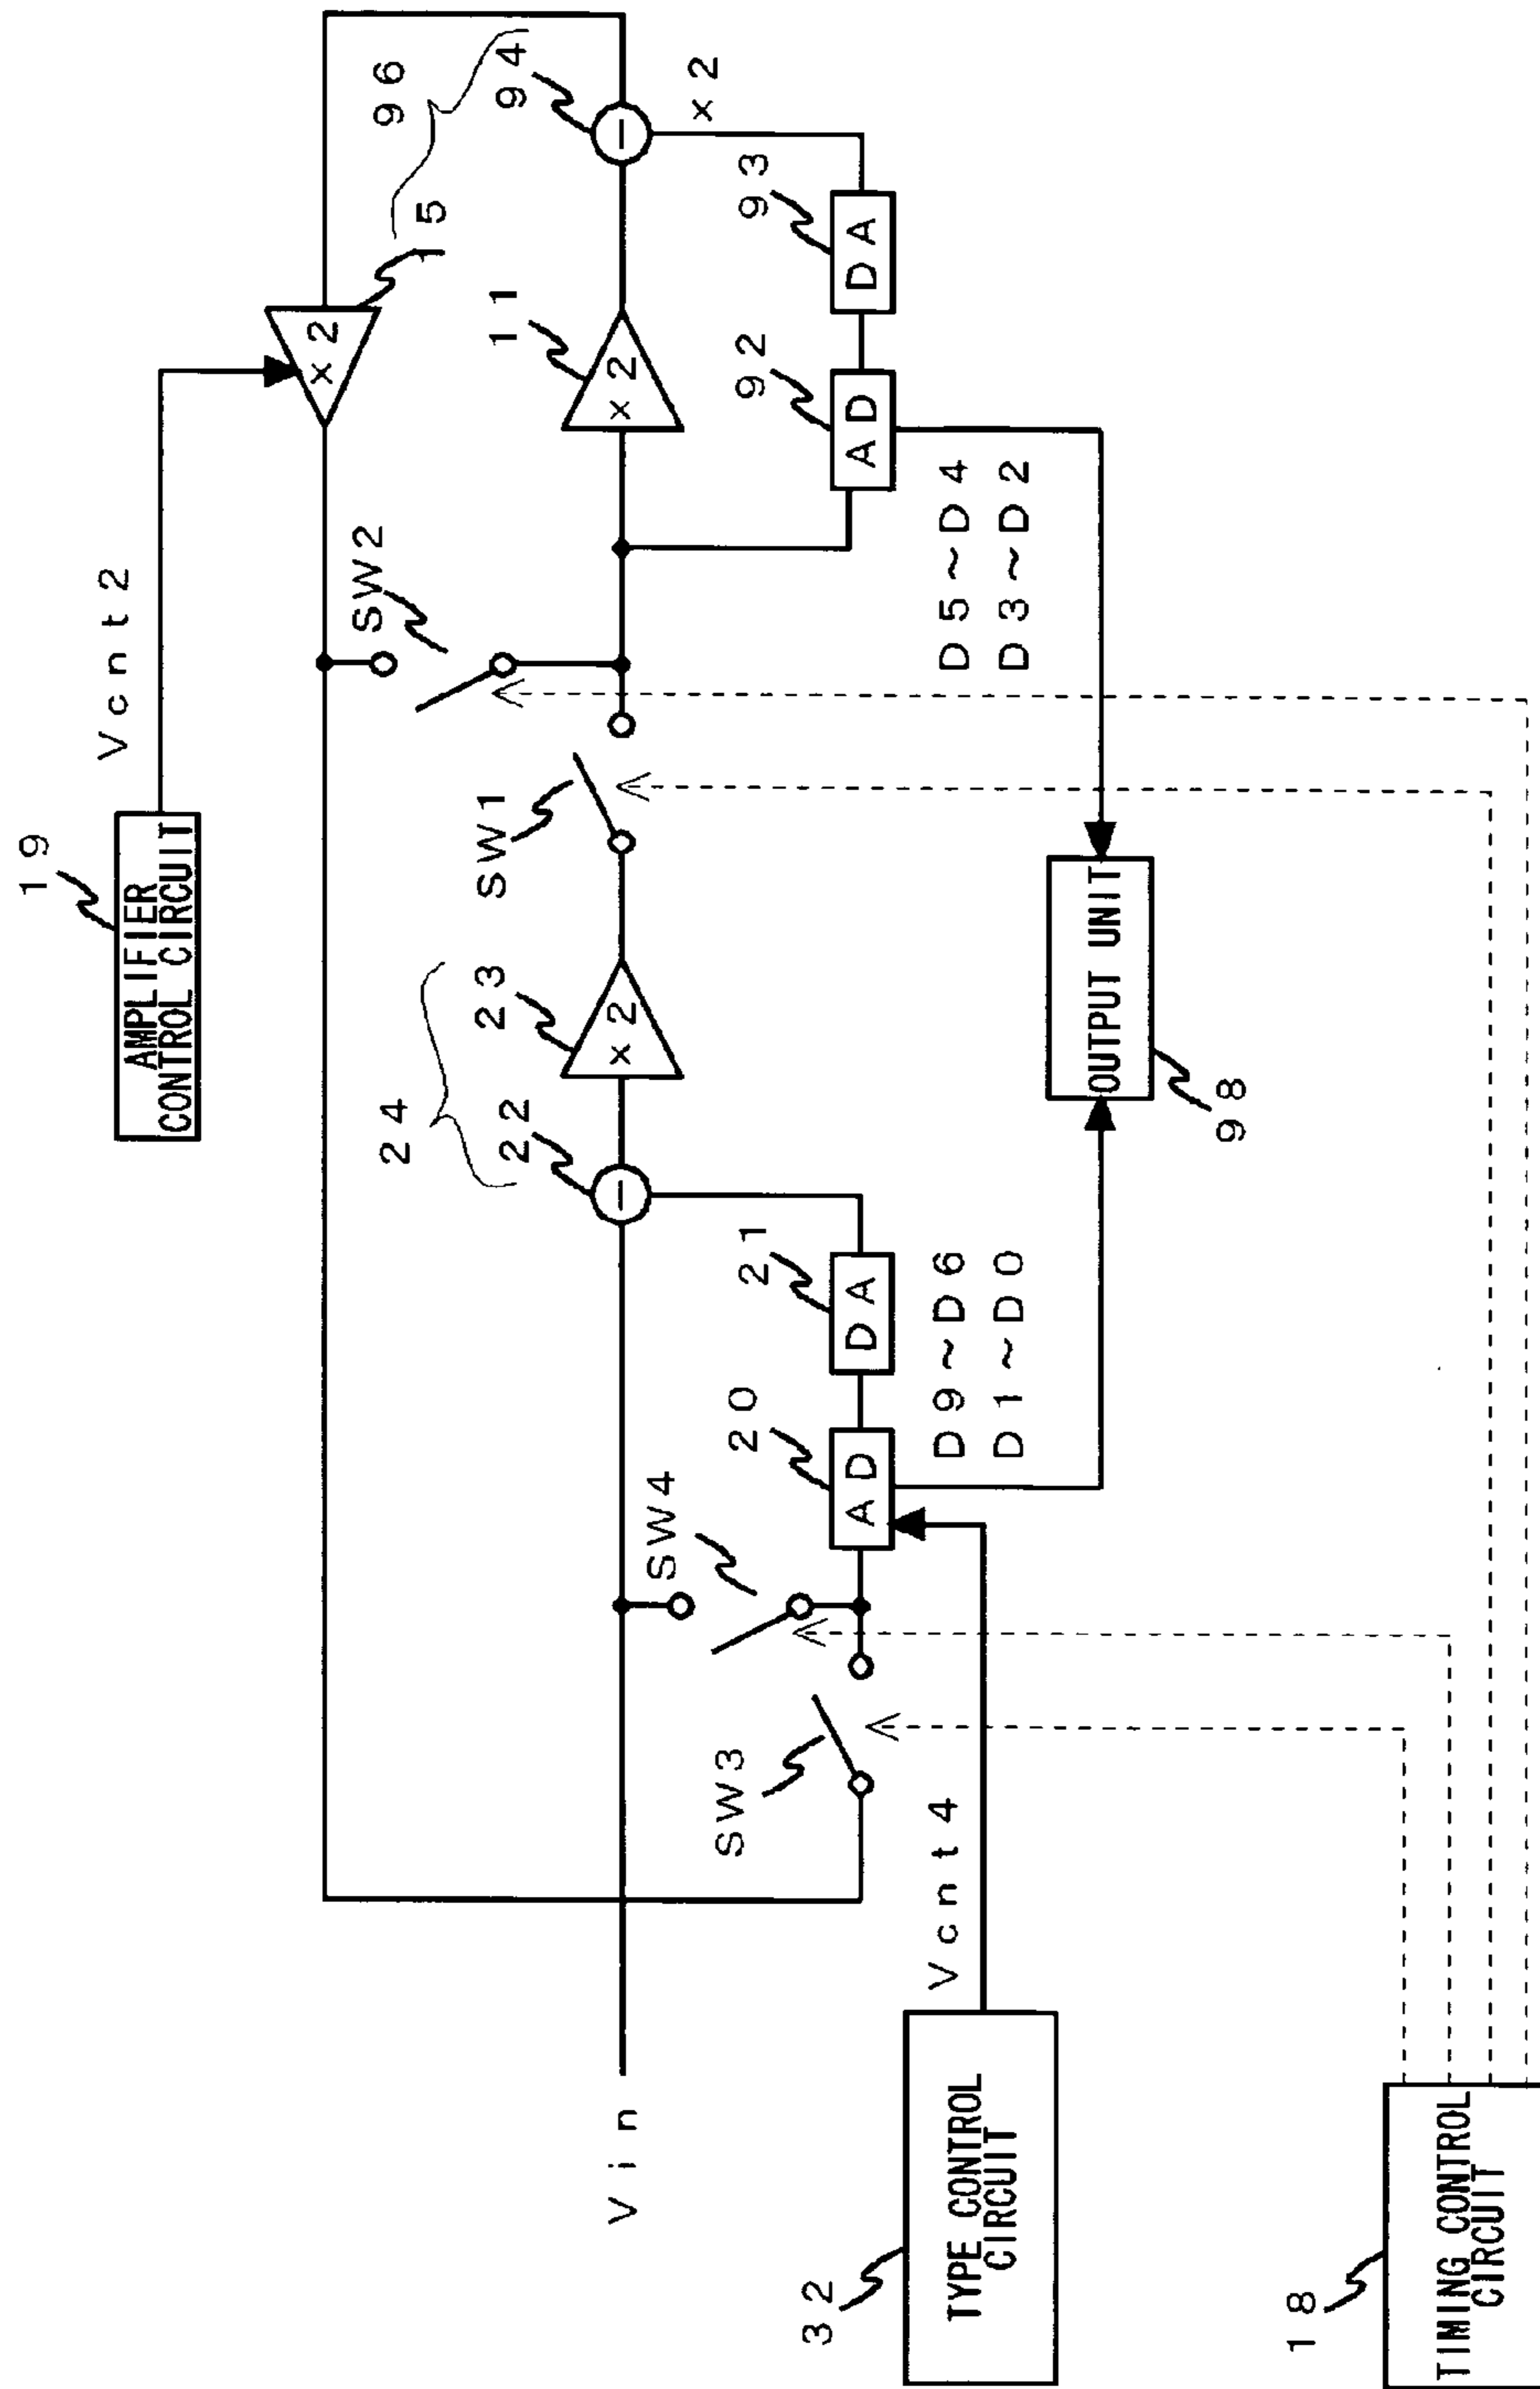 19
AMPLIFIER
CONTROL CIRCUIT
Vcnt2
×2
15
96
SW2
24
22
23
×2
SW1
11
×2
94
×2
Vin
SW4
SW3
20
AD
21
DA
92
AD
93
DA
D9~D6
D1~D0
D5~D4
D3~D2
32
TYPE CONTROL
CIRCUIT
Vcnt4
OUTPUT UNIT
98
18
TIMING CONTROL
CIRCUIT